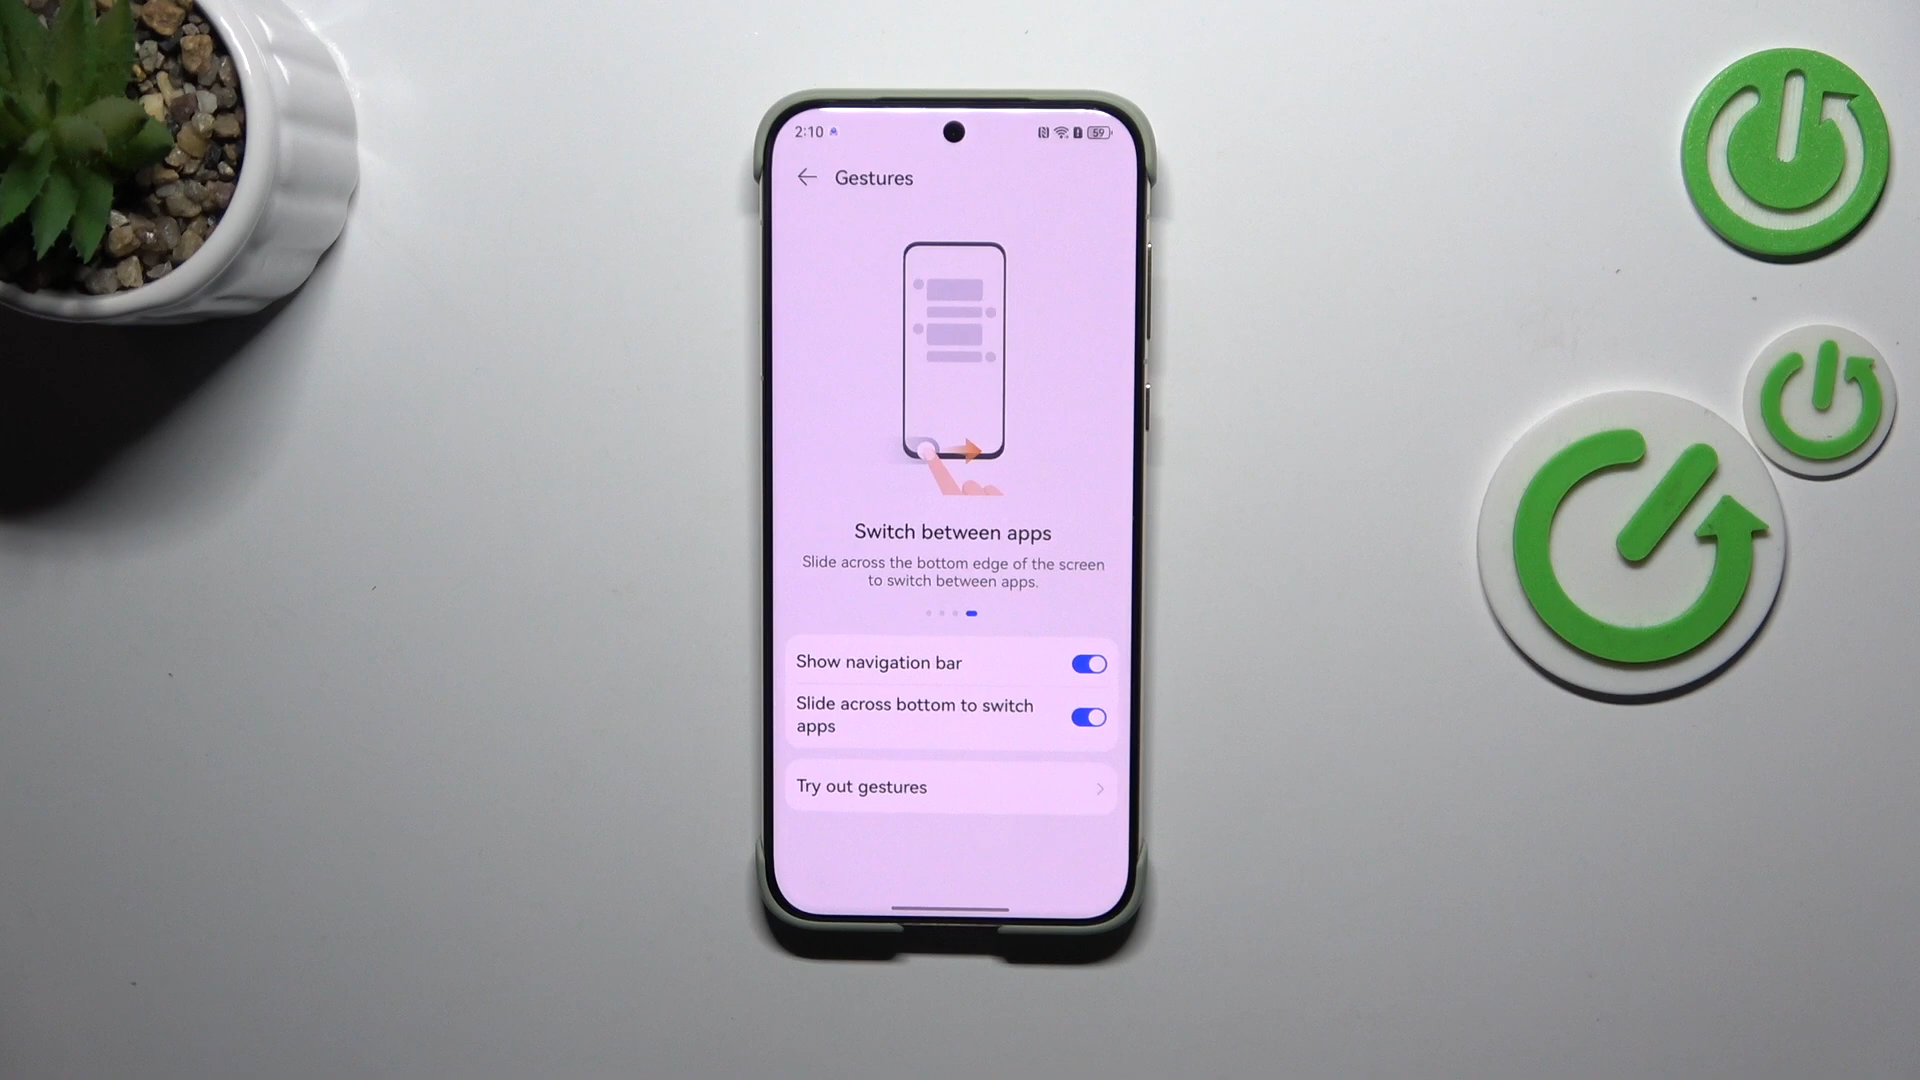 2:10
59
Gestures
Switch between apps
Slide across the bottom edge of the screen
to switch between apps.
Show navigation bar
Slide across bottom to switch
apps
Try out gestures